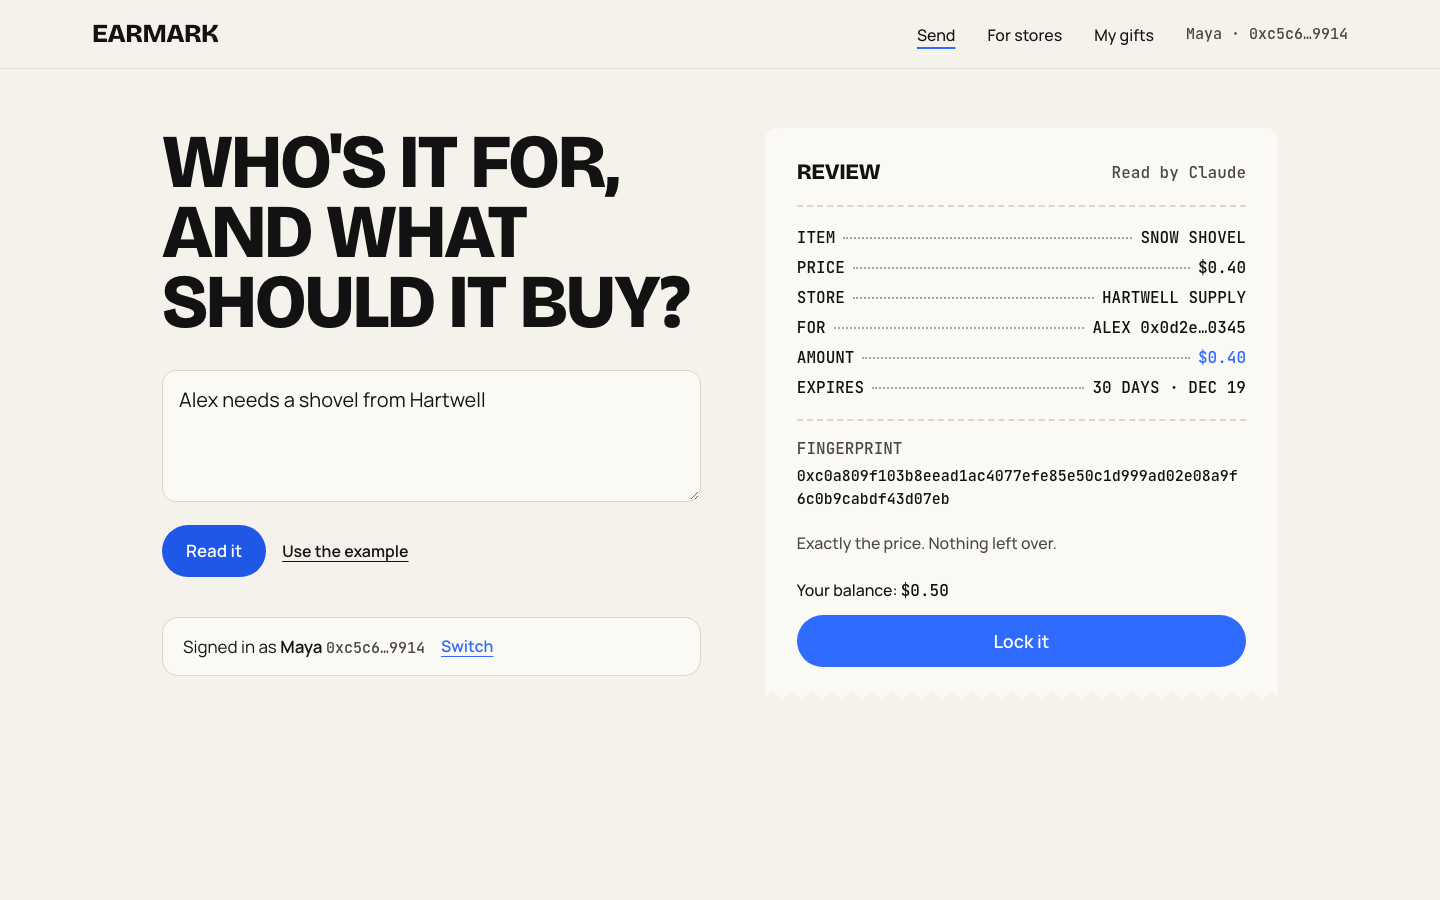 EARMARK
Send For stores My gifts Maya · 0xc5c6…9914
WHO'S IT FOR,
AND WHAT
SHOULD IT BUY?
Alex needs a shovel from Hartwell
Read it Use the example
Signed in as Maya 0xc5c6…9914 Switch
REVIEW Read by Claude
ITEM SNOW SHOVEL
PRICE $0.40
STORE HARTWELL SUPPLY
FOR ALEX 0x0d2e…0345
AMOUNT $0.40
EXPIRES 30 DAYS · DEC 19
FINGERPRINT
0xc0a809f103b8eead1ac4077efe85e50c1d999ad02e08a9f
6c0b9cabdf43d07eb
Exactly the price. Nothing left over.
Your balance: $0.50
Lock it